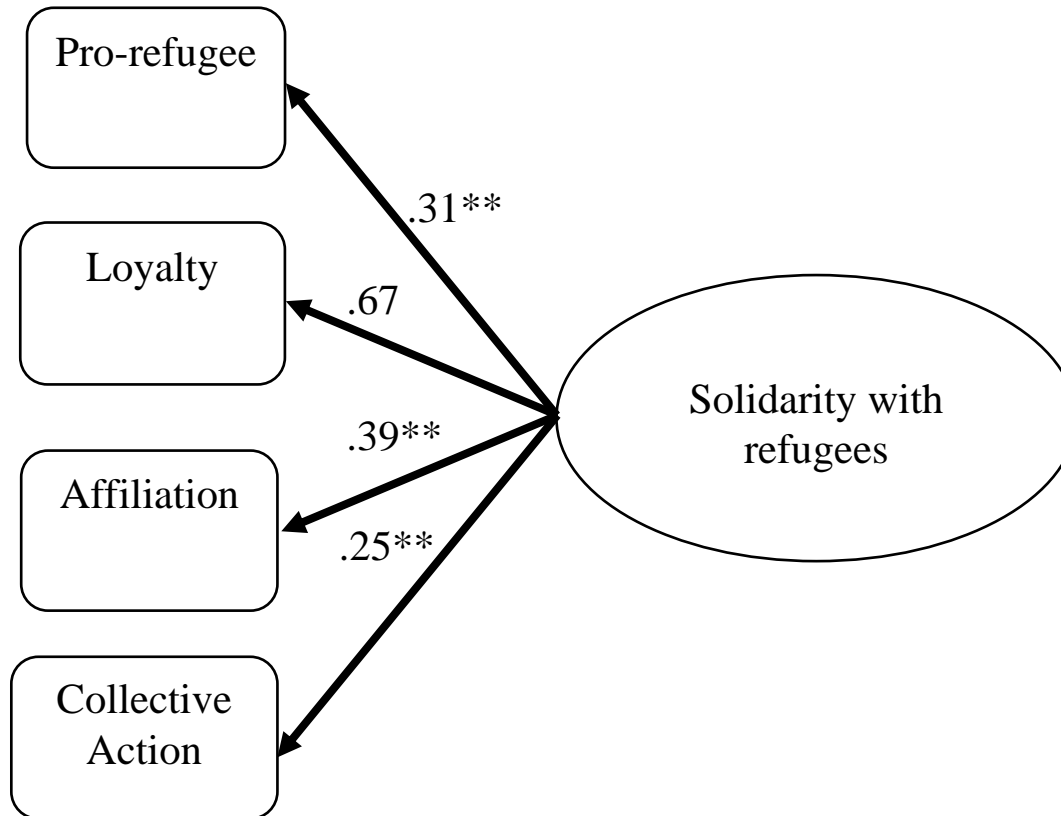 Pro-refugee
.31**
Loyalty
.67
Solidarity with
refugees
.39**
Affiliation
.25**
Collective
Action